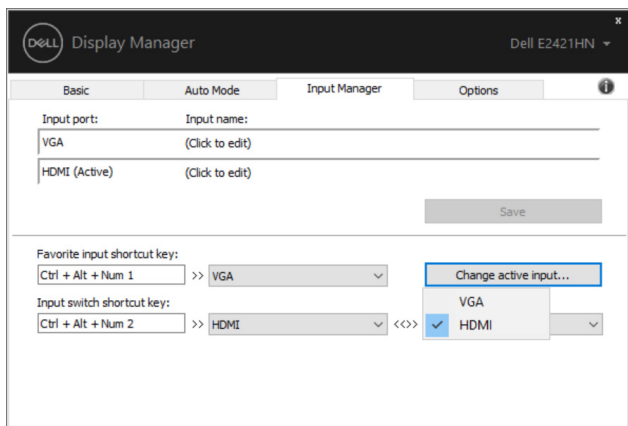 x
DELL Display Manager Dell E2421HN
Basic Auto Mode Input Manager Options i
Input port: Input name:
VGA (Click to edit)
HDMI (Active) (Click to edit)
Save
Favorite input shortcut key:
Ctrl + Alt + Num 1 >> VGA Change active input...
Input switch shortcut key:
Ctrl + Alt + Num 2 >> HDMI <<>>
VGA
HDMI